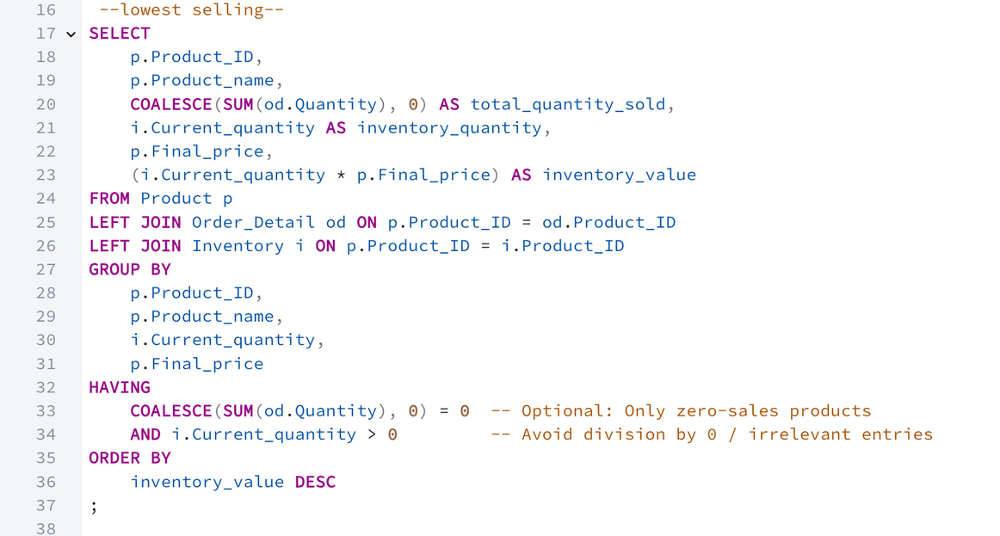 16 --lowest selling--
17 SELECT
18 p.Product_ID,
19 p.Product_name,
20 COALESCE(SUM(od.Quantity), 0) AS total_quantity_sold,
21 i.Current_quantity AS inventory_quantity,
22 p.Final_price,
23 (i.Current_quantity * p.Final_price) AS inventory_value
24 FROM Product p
25 LEFT JOIN Order_Detail od ON p.Product_ID = od.Product_ID
26 LEFT JOIN Inventory i ON p.Product_ID = i.Product_ID
27 GROUP BY
28 p.Product_ID,
29 p.Product_name,
30 i.Current_quantity,
31 p.Final_price
32 HAVING
33 COALESCE(SUM(od.Quantity), 0) = 0 -- Optional: Only zero-sales products
34 AND i.Current_quantity > 0 -- Avoid division by 0 / irrelevant entries
35 ORDER BY
36 inventory_value DESC
37 ;
38